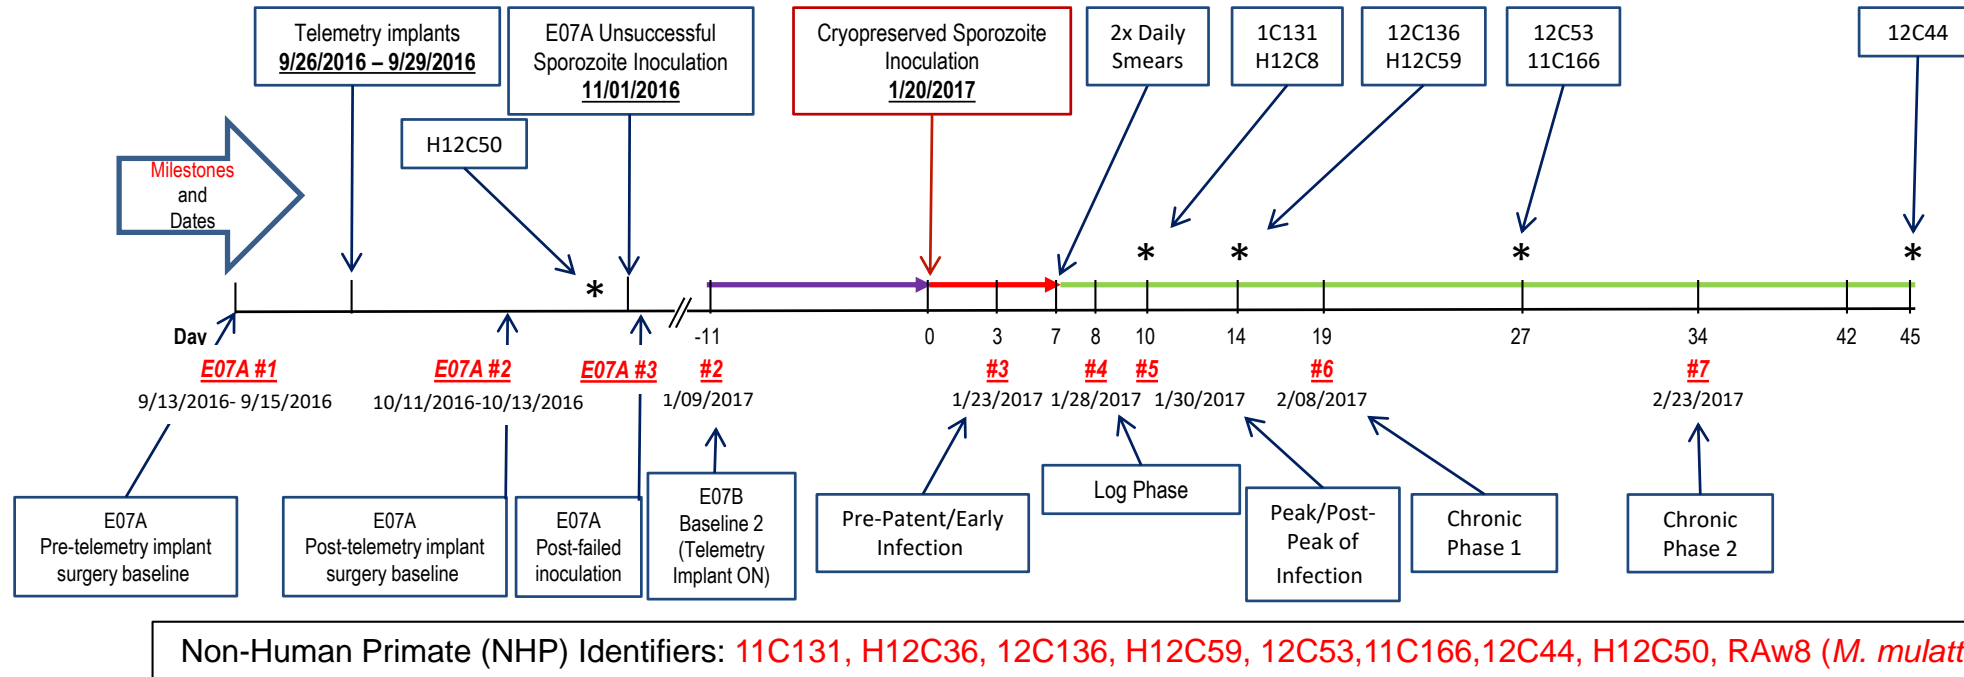 Telemetry implants
9/26/2016 – 9/29/2016
E07A Unsuccessful
Sporozoite Inoculation
11/01/2016
Cryopreserved Sporozoite
Inoculation
1/20/2017
2x Daily
Smears
1C131
H12C8
12C136
H12C59
12C53
11C166
12C44
H12C50
Milestones
and
Dates
*
*
*
*
*
Day
//
-11
0
3
7
8
10
14
19
27
34
42
45
E07A #1
E07A #2
E07A #3
#2
#3
#4
#5
#6
#7
9/13/2016- 9/15/2016
10/11/2016-10/13/2016
1/09/2017
1/23/2017
1/28/2017
1/30/2017
2/08/2017
2/23/2017
E07A
Pre-telemetry implant
surgery baseline
E07A
Post-telemetry implant
surgery baseline
E07A
Post-failed
inoculation
E07B
Baseline 2
(Telemetry
Implant ON)
Pre-Patent/Early
Infection
Log Phase
Peak/Post-
Peak of
Infection
Chronic
Phase 1
Chronic
Phase 2
Non-Human Primate (NHP) Identifiers: 11C131, H12C36, 12C136, H12C59, 12C53,11C166,12C44, H12C50, RAw8 (M. mulatt